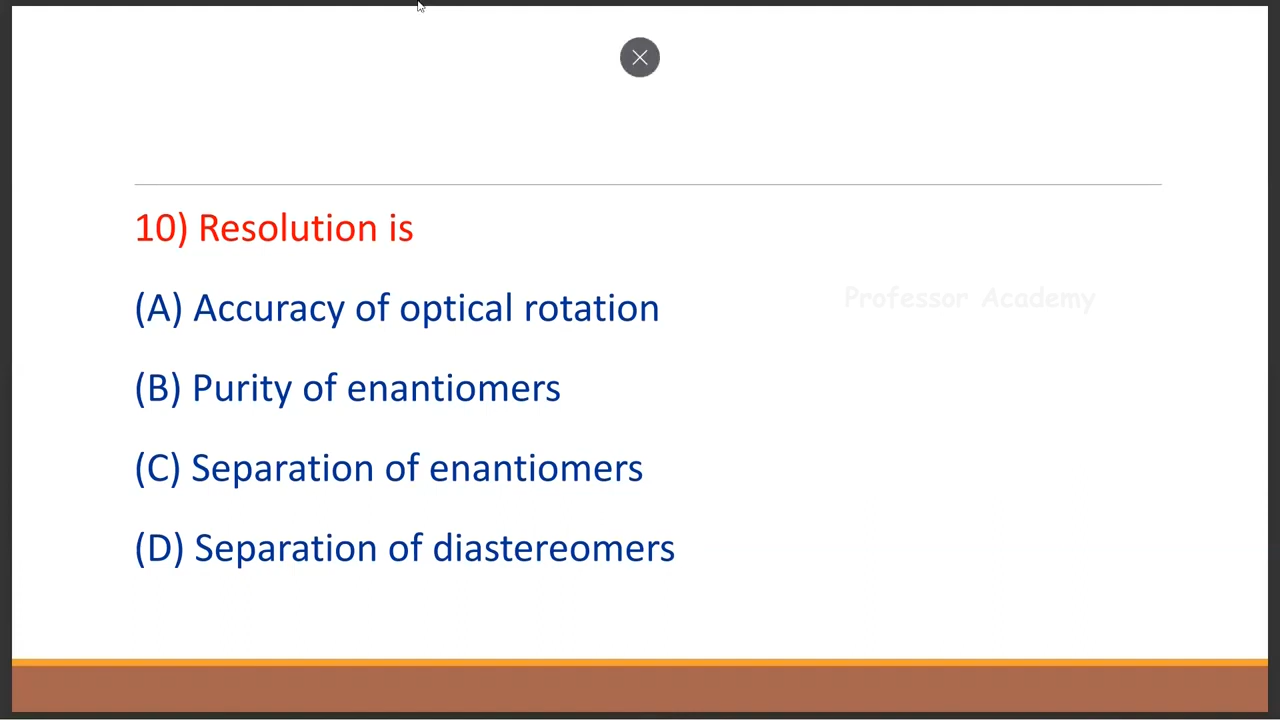 10) Resolution is
(A) Accuracy of optical rotation
Professor Academy
(B) Purity of enantiomers
(C) Separation of enantiomers
(D) Separation of diastereomers